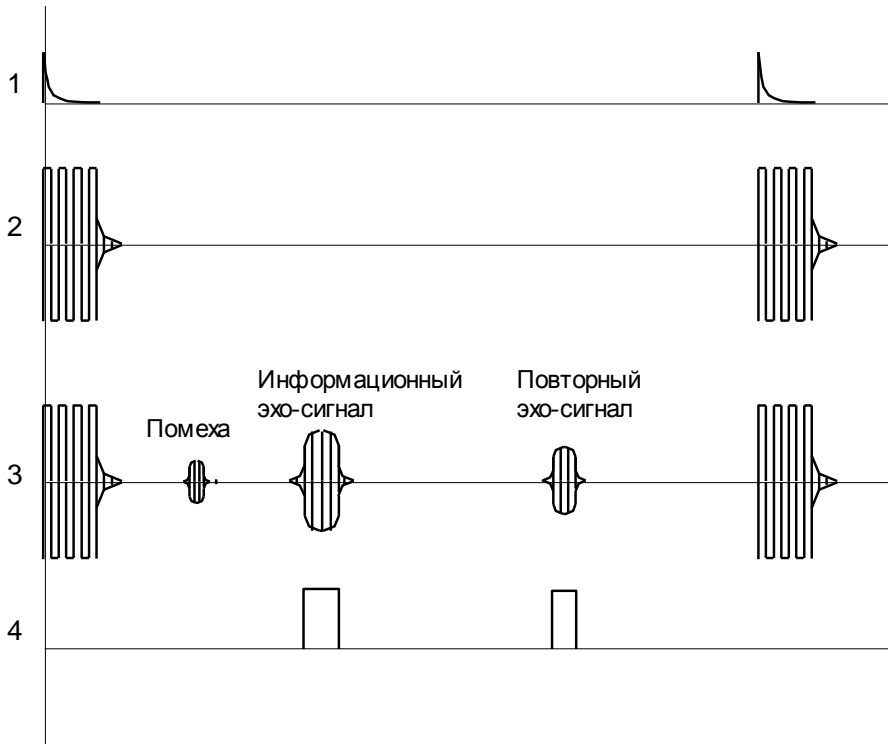 1
2
Информационный
эхо-сигнал
Повторный
эхо-сигнал
Помеха
3
4